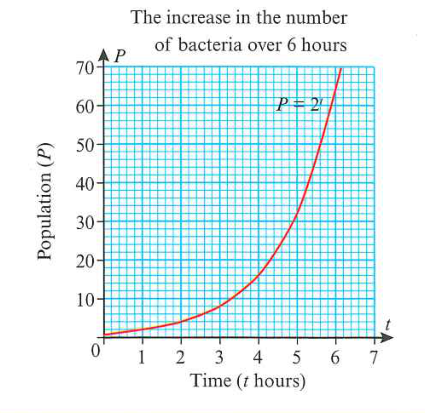 The increase in the number
of bacteria over 6 hours
P
70
60
50
40
30
20
10
0
P = 2ᵗ
Population (P)
1 2 3 4 5 6 7
t
Time (t hours)